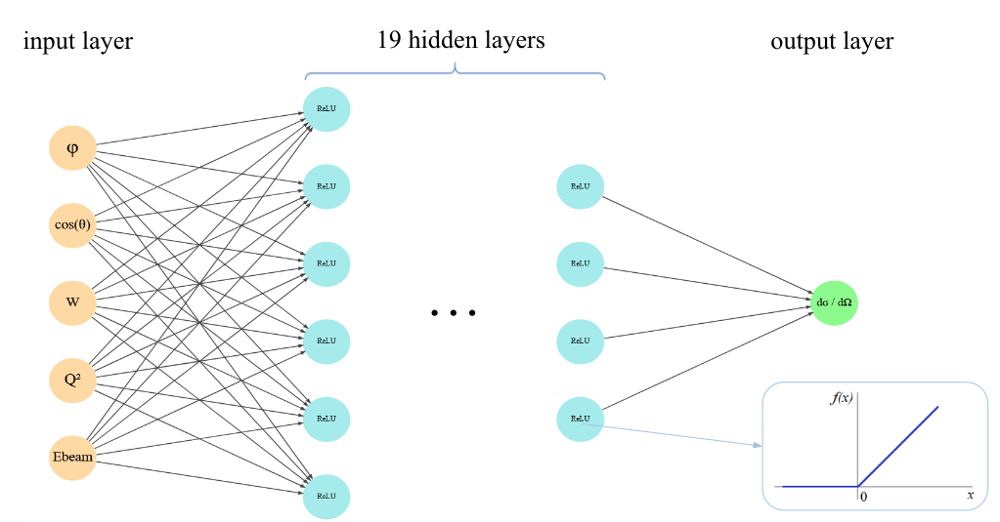 input layer
19 hidden layers
output layer
φ
cos(θ)
W
Q²
Ebeam
ReLU
ReLU
ReLU
ReLU
ReLU
ReLU
...
ReLU
ReLU
ReLU
ReLU
dσ / dΩ
f(x)
0
x